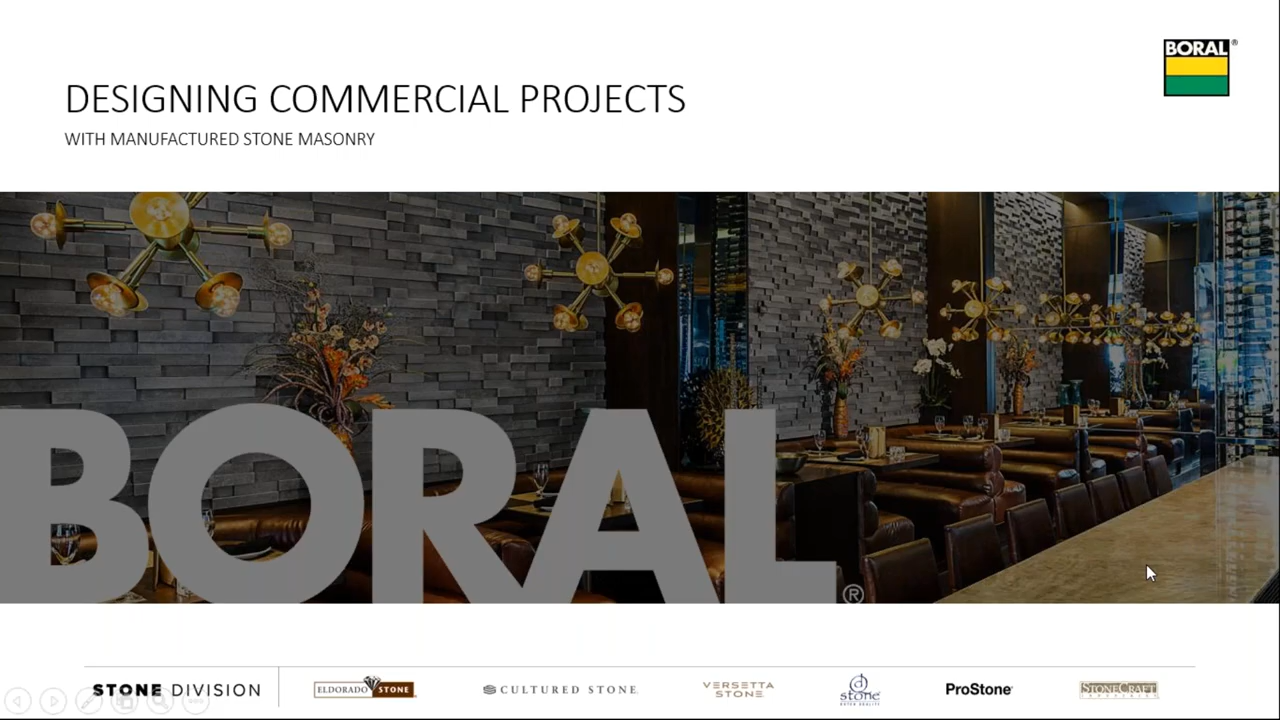 BORAL®
DESIGNING COMMERCIAL PROJECTS
WITH MANUFACTURED STONE MASONRY
BORAL®
STONE DIVISION
ELDORADO STONE
CULTURED STONE
VERSETTA
STONE
stone
ProStone®
STONECRAFT